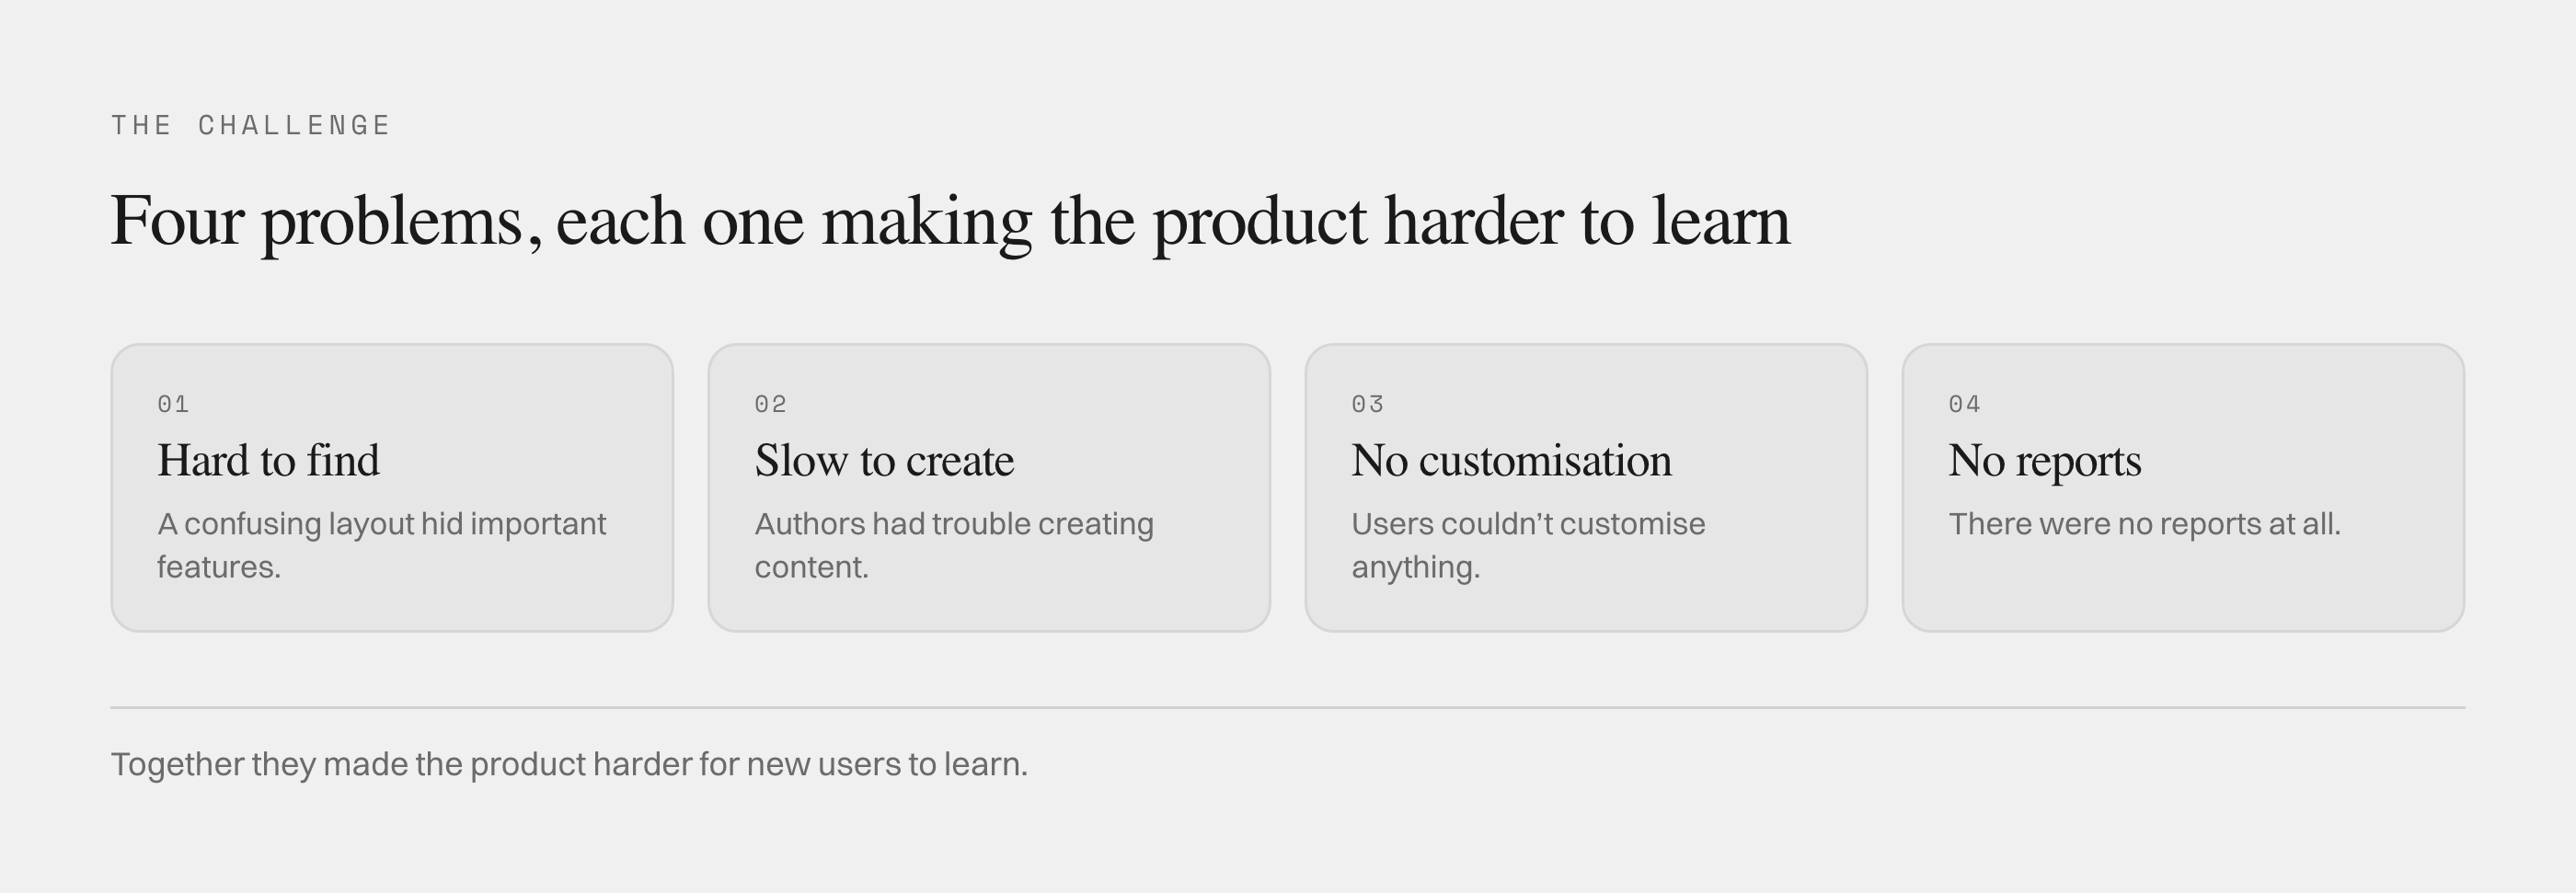 THE CHALLENGE
Four problems, each one making the product harder to learn
01
Hard to find
A confusing layout hid important
features.
02
Slow to create
Authors had trouble creating
content.
03
No customisation
Users couldn’t customise
anything.
04
No reports
There were no reports at all.
Together they made the product harder for new users to learn.